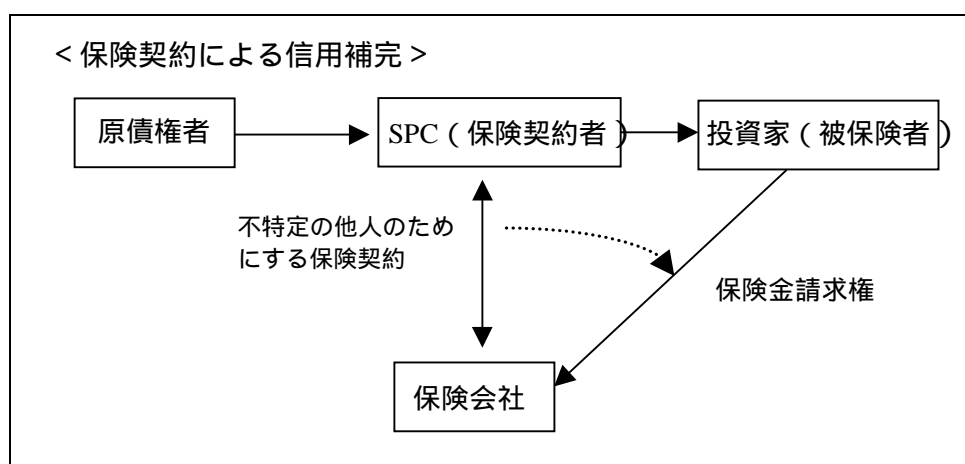 <保険契約による信用補完>
原債権者
SPC（保険契約者）
投資家（被保険者）
不特定の他人のため
にする保険契約
保険金請求権
保険会社